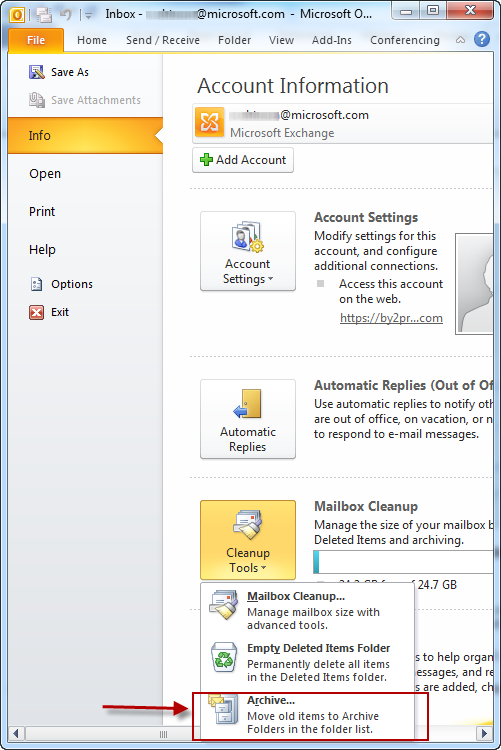 Inbox - @microsoft.com - Microsoft O...
File Home Send / Receive Folder View Add-Ins Conferencing
Save As
Save Attachments
Info
Open
Print
Help
Options
Exit
Account Information
@microsoft.com
Microsoft Exchange
Add Account
Account
Settings
Account Settings
Modify settings for this
account, and configure
additional connections.
Access this account
on the web.
https://by2pr...com
Automatic
Replies
Automatic Replies (Out of Of
Use automatic replies to notify oth
are out of office, on vacation, or n
to respond to e-mail messages.
Cleanup
Tools
Mailbox Cleanup
Manage the size of your mailbox b
Deleted Items and archiving.
of 24.7 GB
Mailbox Cleanup...
Manage mailbox size with
advanced tools.
Empty Deleted Items Folder
Permanently delete all items
in the Deleted Items folder.
Archive...
Move old items to Archive
Folders in the folder list.
s to help organ
messages, and re
s are added, ch